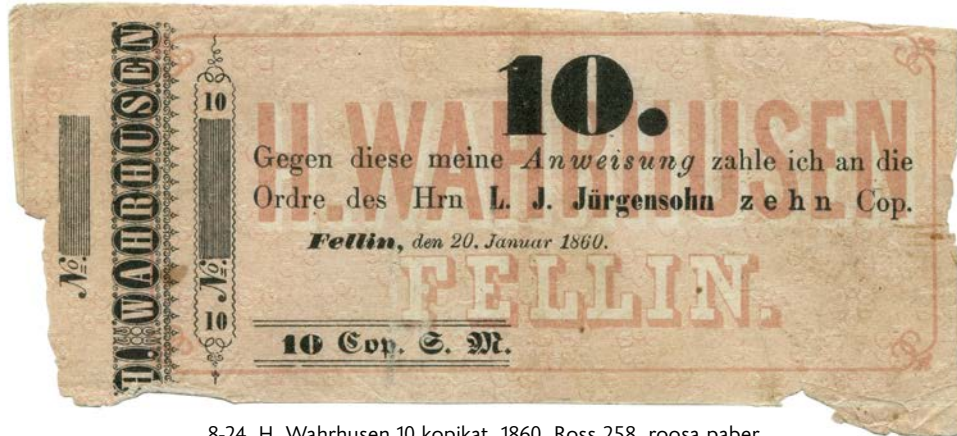 No.
H. WAHRHUSEN
10
No.
10
H. WAHRHUSEN
FELLIN.
10.
Gegen diese meine Anweisung zahle ich an die
Ordre des Hrn L. J. Jürgensohn zehn Cop.
Fellin, den 20. Januar 1860.
10 Cop. S. M.
8-24. H. Wahrhusen 10 kopikat, 1860, Ross 258, roosa paber